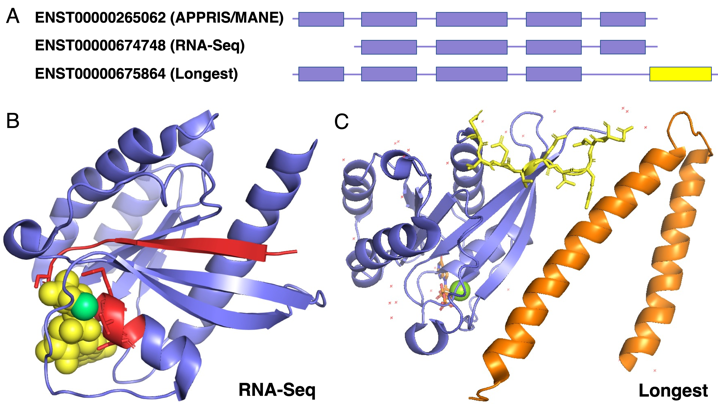 A
ENST00000265062 (APPRIS/MANE)
ENST00000674748 (RNA-Seq)
ENST00000675864 (Longest)
B
C
RNA-Seq
Longest